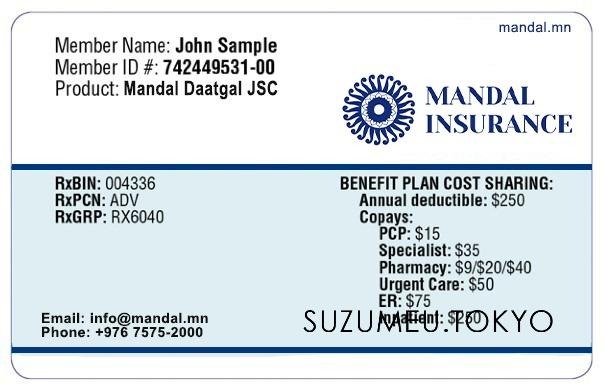 mandal.mn
Member Name: John Sample
Member ID #: 742449531-00
Product: Mandal Daatgal JSC
MANDAL
INSURANCE
RxBIN: 004336
RxPCN: ADV
RxGRP: RX6040
BENEFIT PLAN COST SHARING:
Annual deductible: $250
Copays:
PCP: $15
Specialist: $35
Pharmacy: $9/$20/$40
Urgent Care: $50
ER: $75
Inpatient: $250
SUZUMEU.TOKYO
Email: info@mandal.mn
Phone: +976 7575-2000